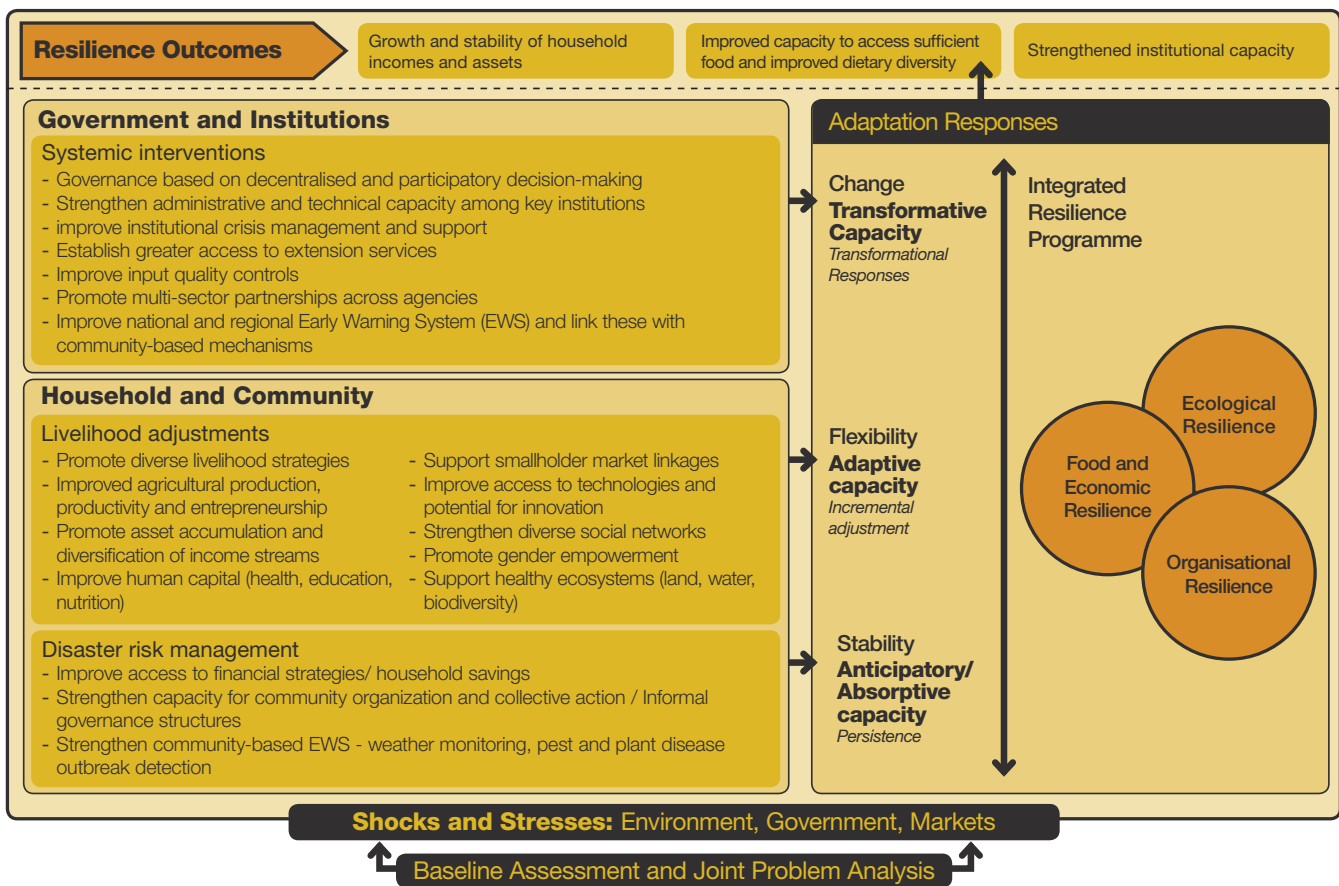 Resilience Outcomes
Growth and stability of household
incomes and assets
Improved capacity to access sufficient
food and improved dietary diversity
Strengthened institutional capacity
Government and Institutions
Systemic interventions
- Governance based on decentralised and participatory decision-making
- Strengthen administrative and technical capacity among key institutions
- improve institutional crisis management and support
- Establish greater access to extension services
- Improve input quality controls
- Promote multi-sector partnerships across agencies
- Improve national and regional Early Warning System (EWS) and link these with
community-based mechanisms
Household and Community
Livelihood adjustments
- Promote diverse livelihood strategies
- Improved agricultural production,
productivity and entrepreneurship
- Promote asset accumulation and
diversification of income streams
- Improve human capital (health, education,
nutrition)
- Support smallholder market linkages
- Improve access to technologies and
potential for innovation
- Strengthen diverse social networks
- Promote gender empowerment
- Support healthy ecosystems (land, water,
biodiversity)
Disaster risk management
- Improve access to financial strategies/ household savings
- Strengthen capacity for community organization and collective action / Informal
governance structures
- Strengthen community-based EWS - weather monitoring, pest and plant disease
outbreak detection
Adaptation Responses
Change
Transformative
Capacity
Transformational
Responses
Flexibility
Adaptive
capacity
Incremental
adjustment
Stability
Anticipatory/
Absorptive
capacity
Persistence
Integrated
Resilience
Programme
Ecological
Resilience
Food and
Economic
Resilience
Organisational
Resilience
Shocks and Stresses: Environment, Government, Markets
Baseline Assessment and Joint Problem Analysis